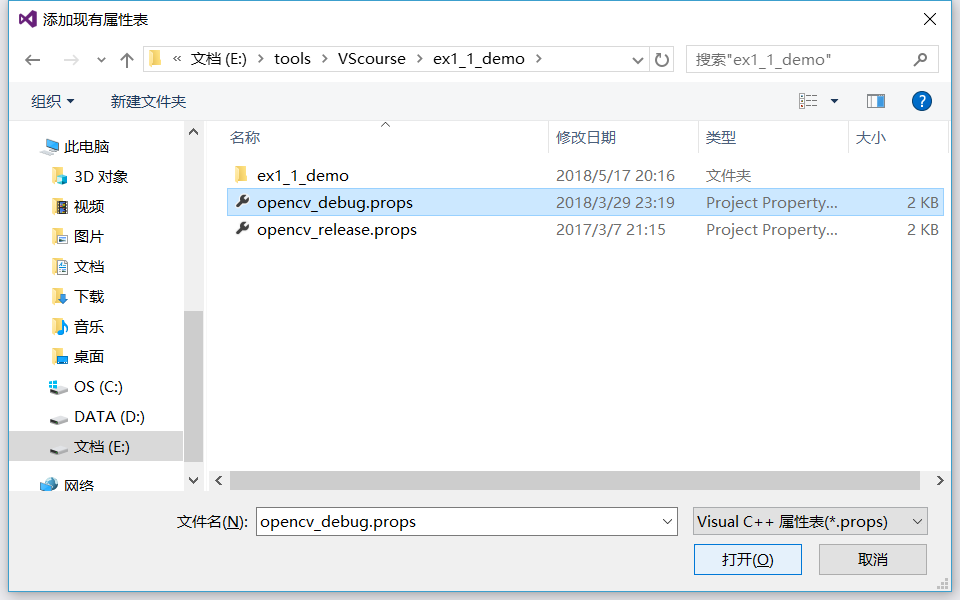 添加现有属性表
« 文档 (E:) > tools > VScourse > ex1_1_demo >
搜索"ex1_1_demo"
组织 新建文件夹
?
此电脑
3D 对象
视频
图片
文档
下载
音乐
桌面
OS (C:)
DATA (D:)
文档 (E:)
网络
名称 修改日期 类型 大小
ex1_1_demo 2018/5/17 20:16 文件夹
opencv_debug.props 2018/3/29 23:19 Project Property... 2 KB
opencv_release.props 2017/3/7 21:15 Project Property... 2 KB
文件名(N): opencv_debug.props
Visual C++ 属性表(*.props)
打开(O) 取消